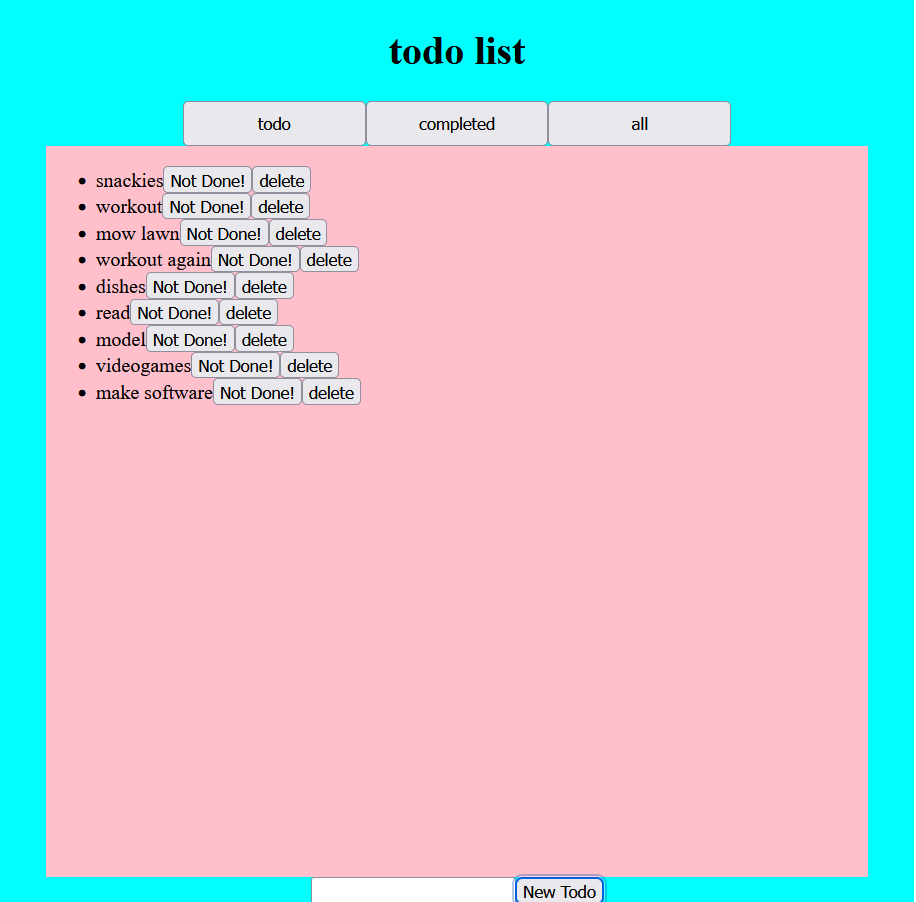 todo list
todo completed all
snackies Not Done! delete
workout Not Done! delete
mow lawn Not Done! delete
workout again Not Done! delete
dishes Not Done! delete
read Not Done! delete
model Not Done! delete
videogames Not Done! delete
make software Not Done! delete
New Todo